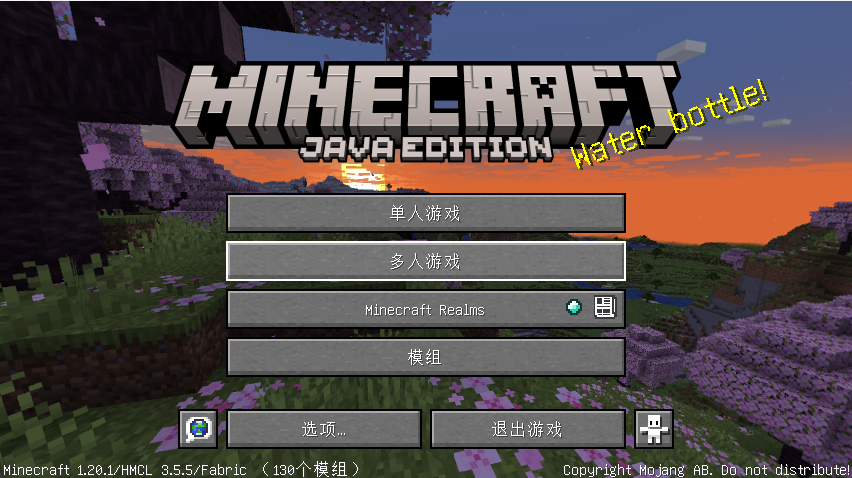 MINECRAFT
JAVA EDITION
Water bottle!
单人游戏
多人游戏
Minecraft Realms
模组
选项...
退出游戏
Minecraft 1.20.1/HMCL 3.5.5/Fabric （130个模组）
Copyright Mojang AB. Do not distribute!